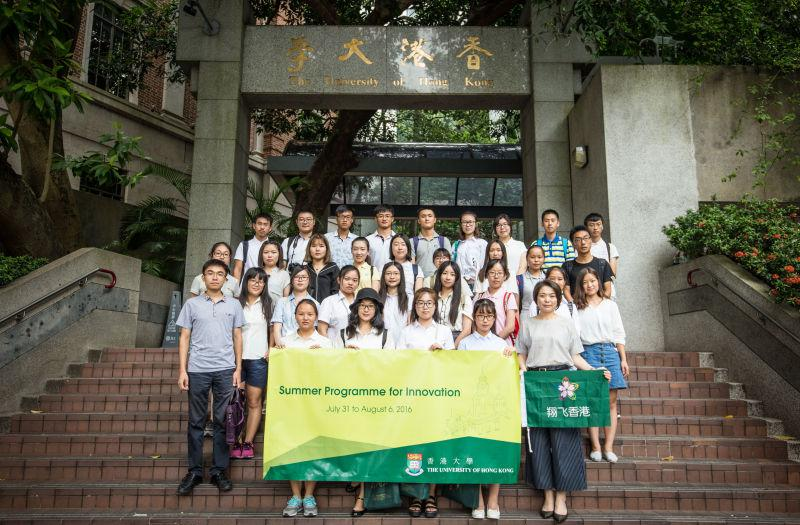 學大港香
The University of Hong Kong
Summer Programme for Innovation
July 31 to August 6, 2016
香港大學
THE UNIVERSITY OF HONG KONG
翔飞香港